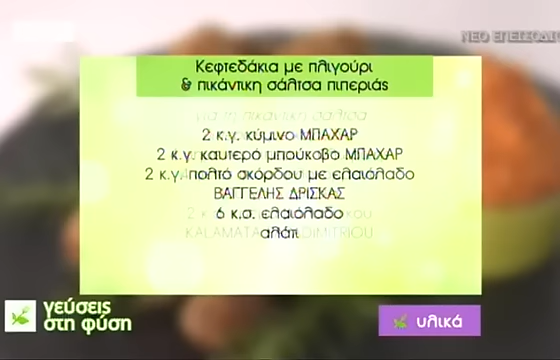 ΝΕΟ ΕΠΕΙΣΟΔΙΟ
Κεφτεδάκια με πλιγούρι
& πικάντικη σάλτσα πιπεριάς
για τη πικάντικη σάλτσα
2 κ.γ. κύμινο ΜΠΑΧΑΡ
2 κ.γ. καυτερό μπούκοβο ΜΠΑΧΑΡ
2 κ.γ. πολτό σκόρδου με ελαιόλαδο
ΒΑΓΓΕΛΗΣ ΔΡΙΣΚΑΣ
6 κ.σ. ελαιόλαδο
KALAMATA DIMITRIOU
αλάτι
γεύσεις
στη φύση
υλικά